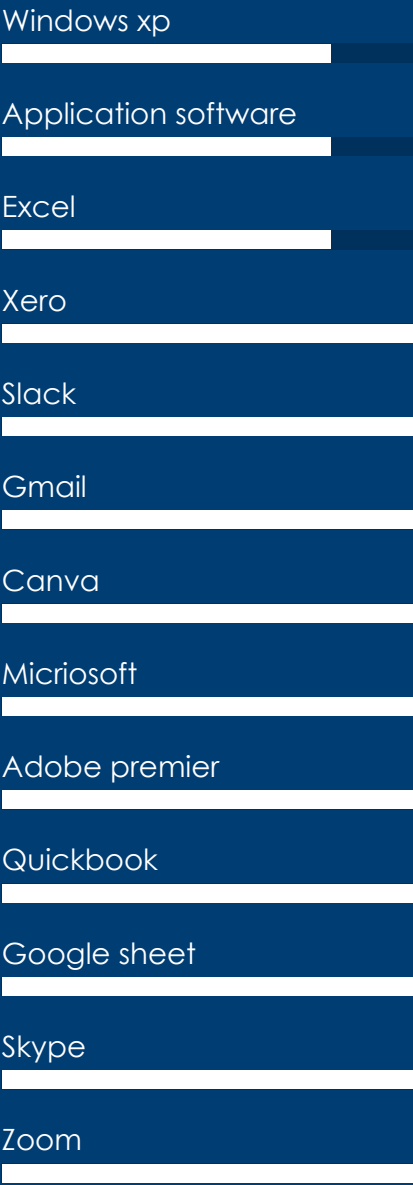 Windows xp
Application software
Excel
Xero
Slack
Gmail
Canva
Micriosoft
Adobe premier
Quickbook
Google sheet
Skype
Zoom